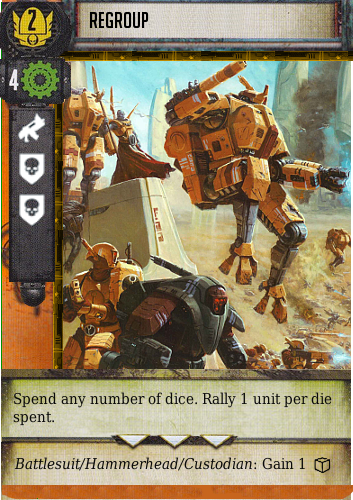 2
REGROUP
4
Spend any number of dice. Rally 1 unit per die
spent.
Battlesuit/Hammerhead/Custodian: Gain 1